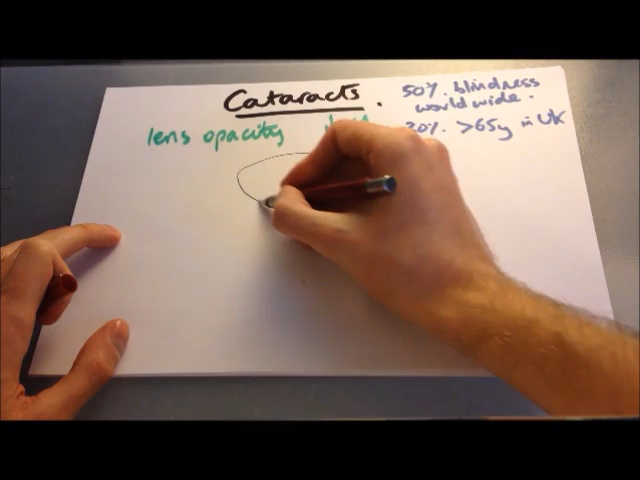 Cataracts.
lens opacity
50%. blindness
world wide.
30%. >65y in UK